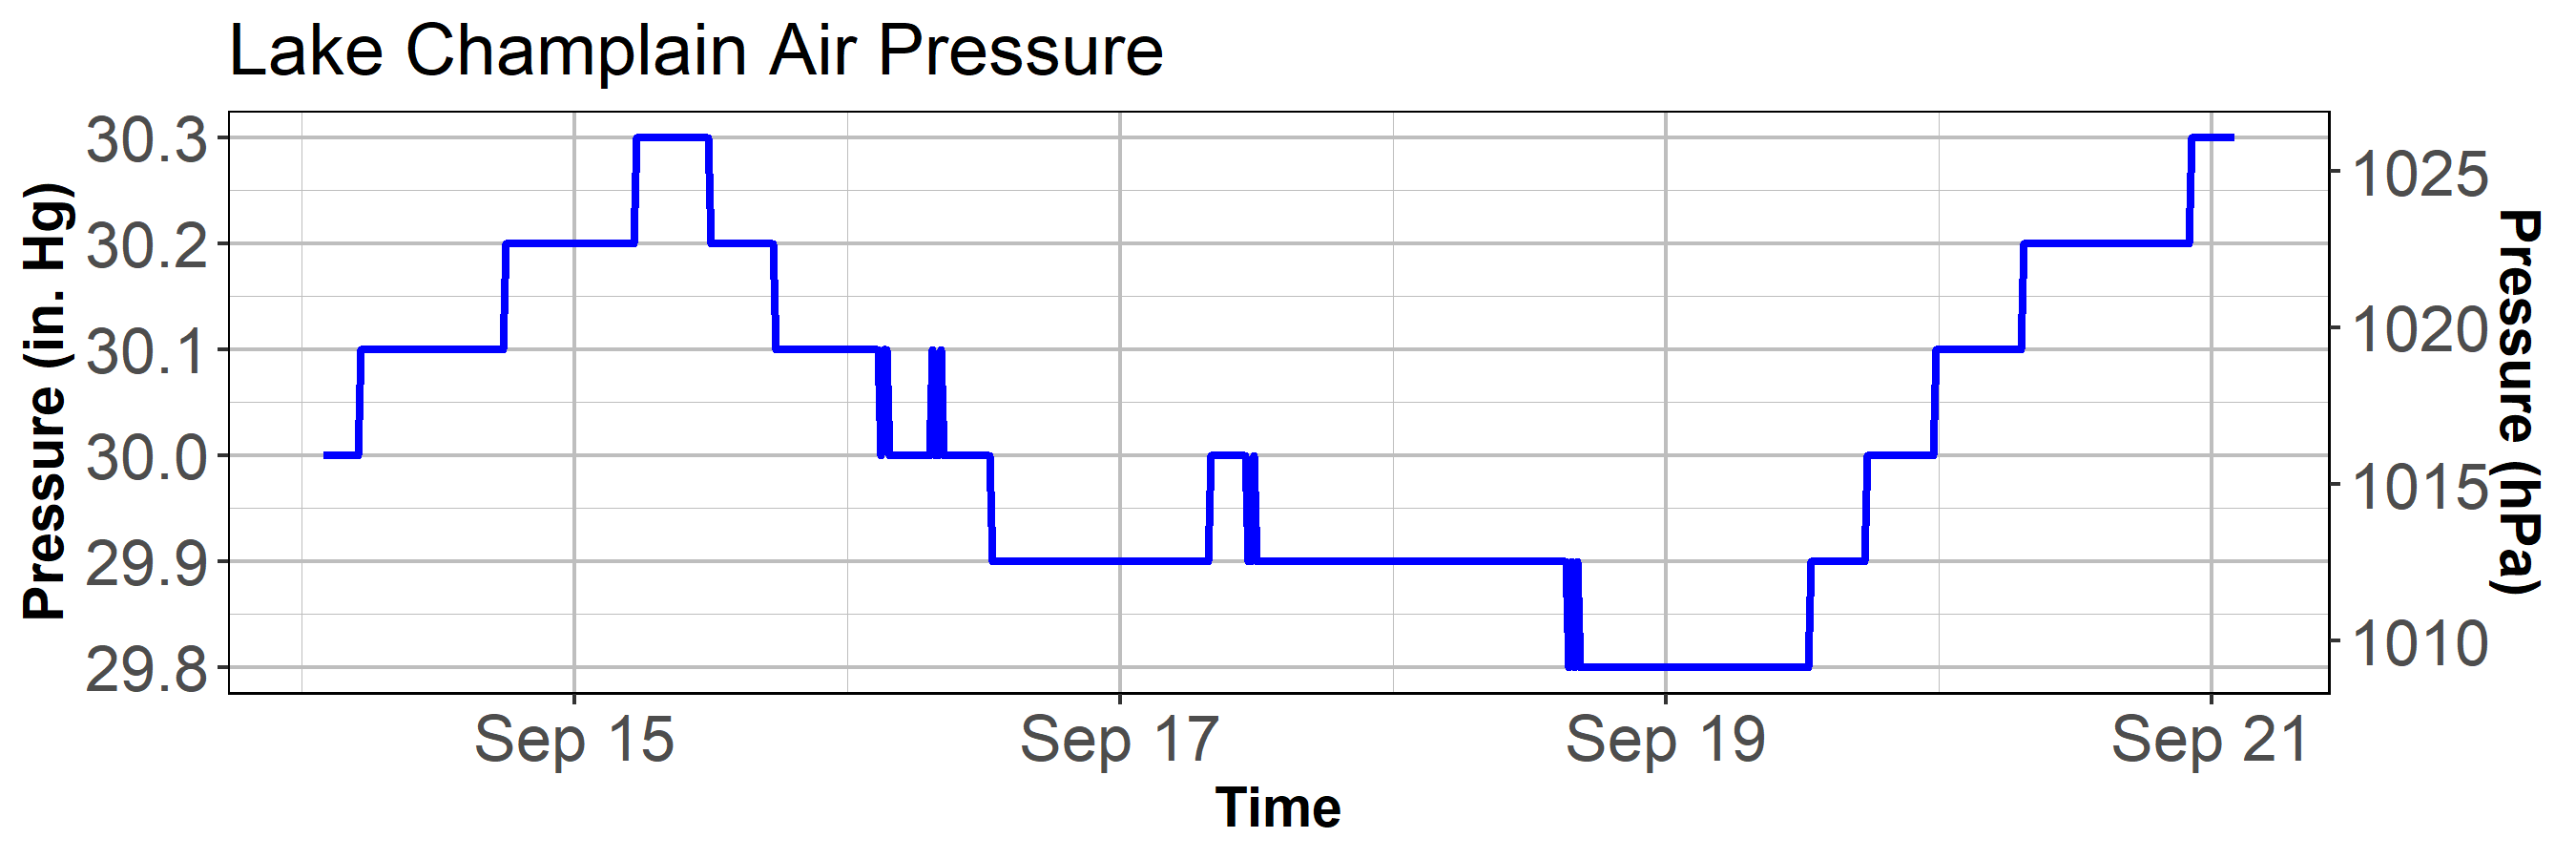 Lake Champlain Air Pressure
Pressure (in. Hg)
30.3
30.2
30.1
30.0
29.9
29.8
1025
1020
1015
1010
Pressure (hPa)
Sep 15 Sep 17 Sep 19 Sep 21
Time